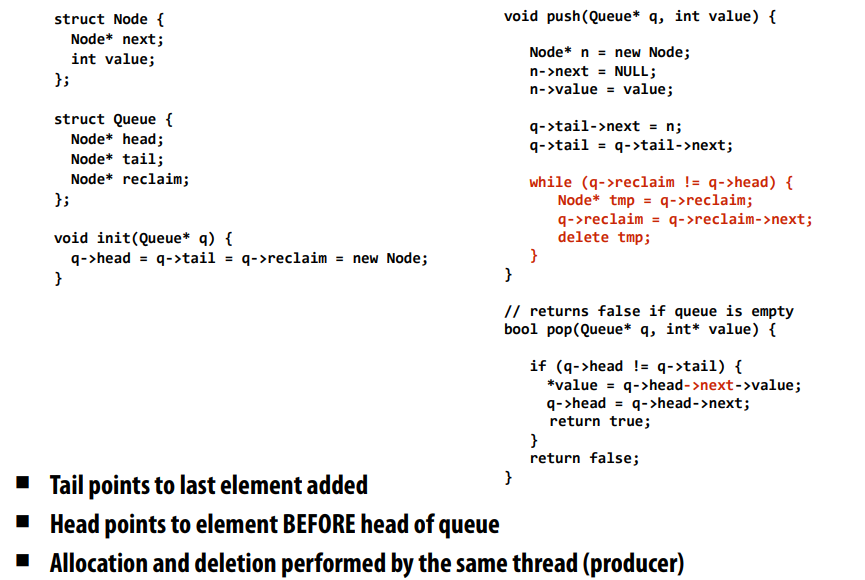 struct Node {
Node* next;
int value;
};
struct Queue {
Node* head;
Node* tail;
Node* reclaim;
};
void init(Queue* q) {
q->head = q->tail = q->reclaim = new Node;
}
void push(Queue* q, int value) {
Node* n = new Node;
n->next = NULL;
n->value = value;
q->tail->next = n;
q->tail = q->tail->next;
while (q->reclaim != q->head) {
Node* tmp = q->reclaim;
q->reclaim = q->reclaim->next;
delete tmp;
}
}
// returns false if queue is empty
bool pop(Queue* q, int* value) {
if (q->head != q->tail) {
*value = q->head->next->value;
q->head = q->head->next;
return true;
}
return false;
}
■ Tail points to last element added
■ Head points to element BEFORE head of queue
■ Allocation and deletion performed by the same thread (producer)